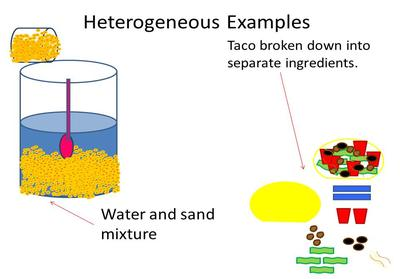 Heterogeneous Examples
Taco broken down into
separate ingredients.
Water and sand
mixture